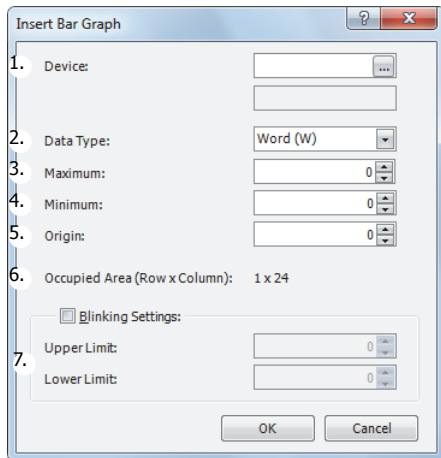 Insert Bar Graph
1. Device: ...
2. Data Type: Word (W)
3. Maximum: 0
4. Minimum: 0
5. Origin: 0
6. Occupied Area (Row x Column): 1 x 24
Blinking Settings:
Upper Limit: 0
7.
Lower Limit: 0
OK Cancel